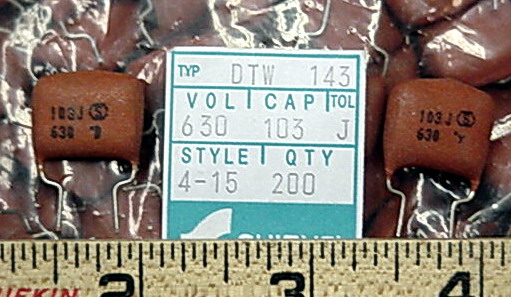 TYP DTW 143
VOL CAP TOL
630 103 J
STYLE QTY
4-15 200
103J S
630
103J S
630
2 3 4